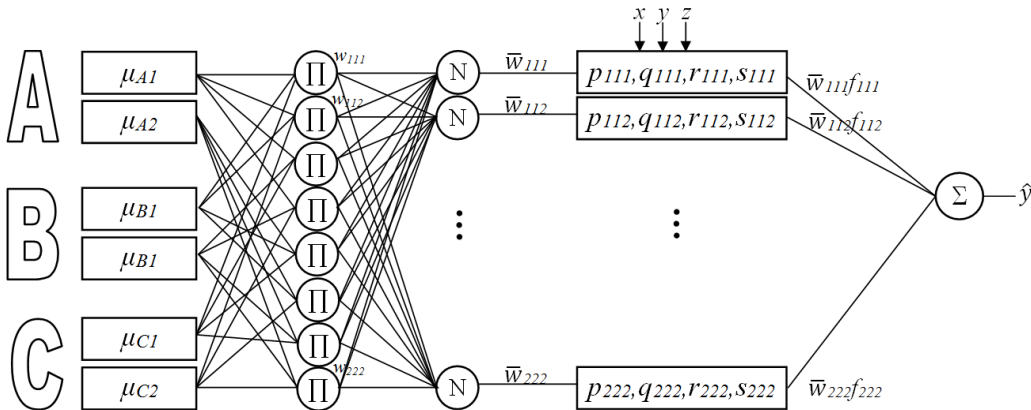 x y z
A
μA1
μA2
B
μB1
μB1
C
μC1
μC2
∏
∏
∏
∏
∏
∏
∏
∏
w111
w112
w222
N
N
N
w̅111
w̅112
w̅222
p111,q111,r111,s111
p112,q112,r112,s112
p222,q222,r222,s222
w̅111f111
w̅112f112
w̅222f222
Σ
ŷ